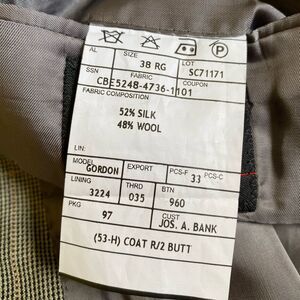 AL SIZE LOT
38 RG SC71171
SSN FABRIC COUPON
CBE524B-4736-1101
FABRIC COMPOSITION
52% SILK
48% WOOL
LIN:
MODEL EXPORT PCS-F PCS-C
GORDON 33
LINING THRD BTN
3224 035 960
PKG CUST
97 JOS. A. BANK
(53-H) COAT R/2 BUTT